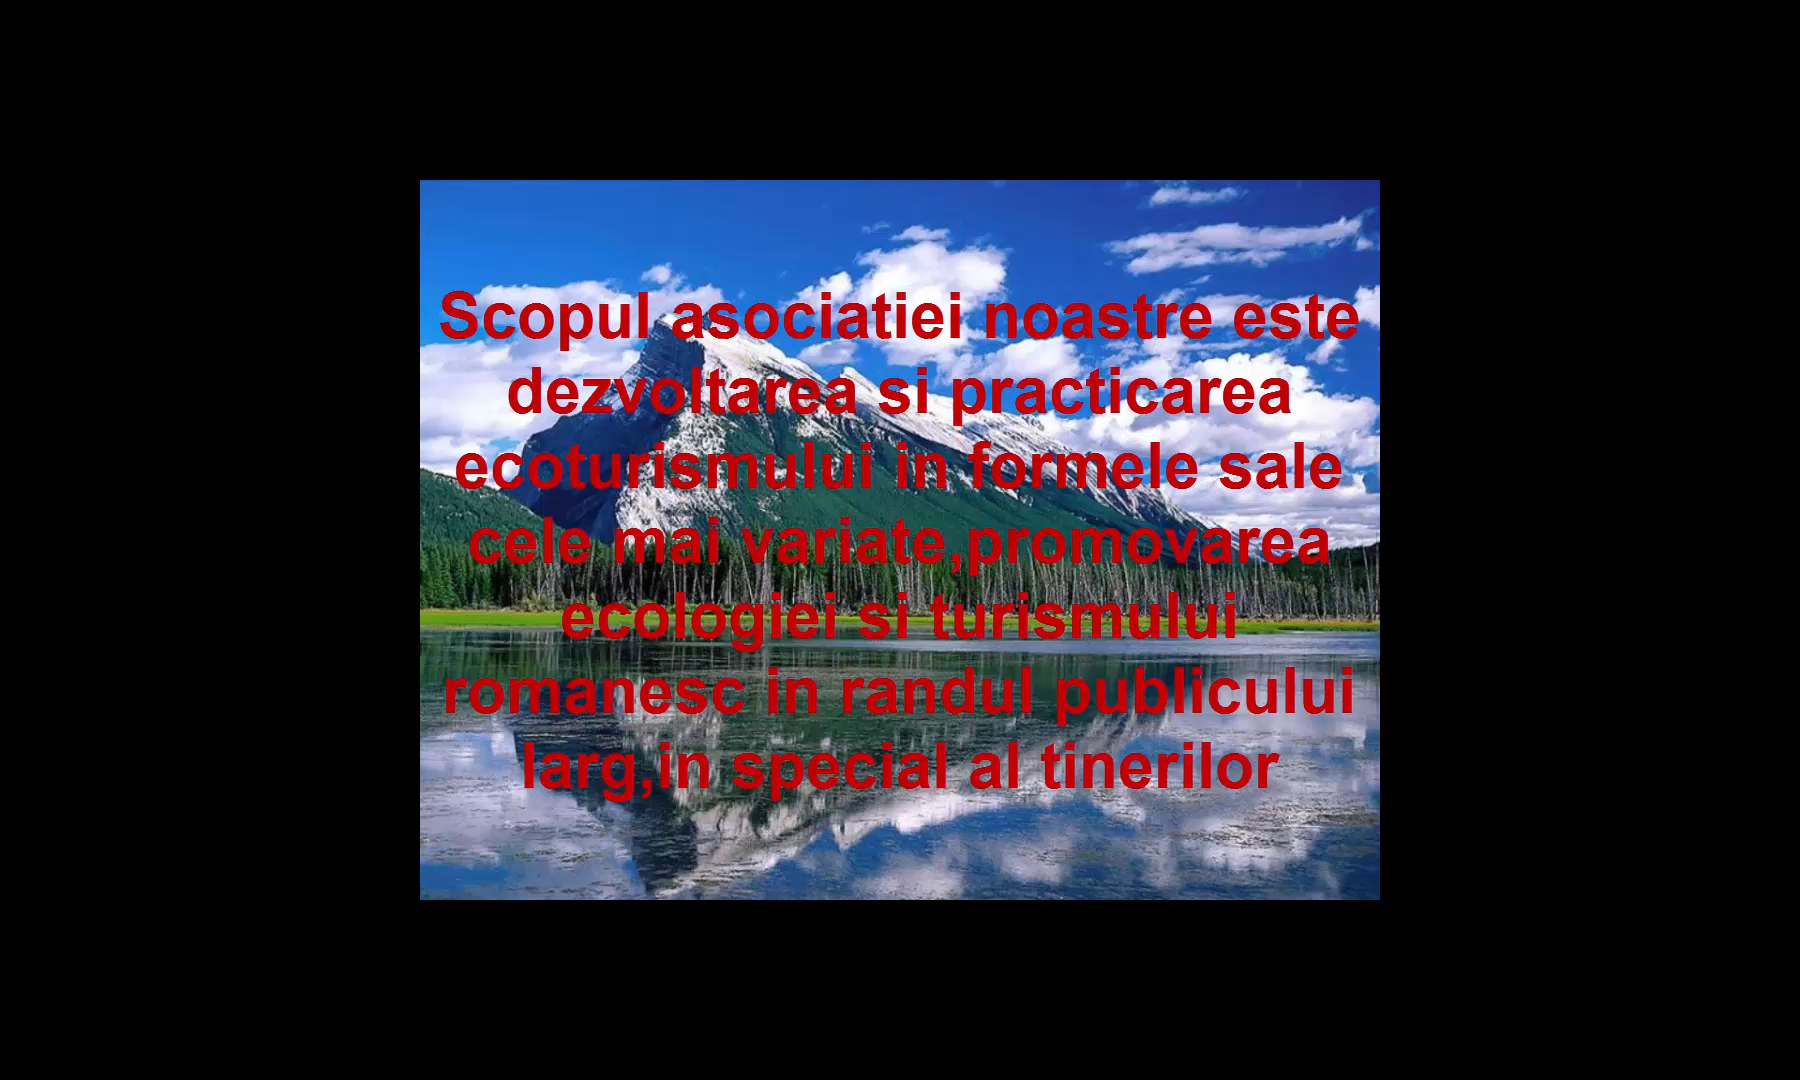 Scopul asociatiei noastre este
dezvoltarea si practicarea
ecoturismului in formele sale
cele mai variate,promovarea
ecologiei si turismului
romanesc in randul publicului
larg,in special al tinerilor